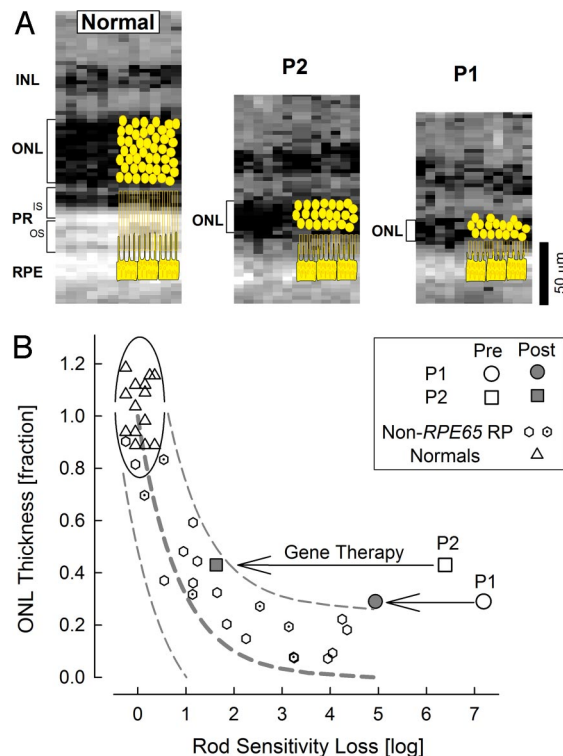 A
Normal
P2
P1
INL
ONL
IS
PR
OS
RPE
ONL
ONL
50 µm
B
ONL Thickness [fraction]
1.2
1.0
0.8
0.6
0.4
0.2
0.0
Pre Post
P1
P2
Non-RPE65 RP
Normals
Gene Therapy
P2
P1
0 1 2 3 4 5 6 7
Rod Sensitivity Loss [log]